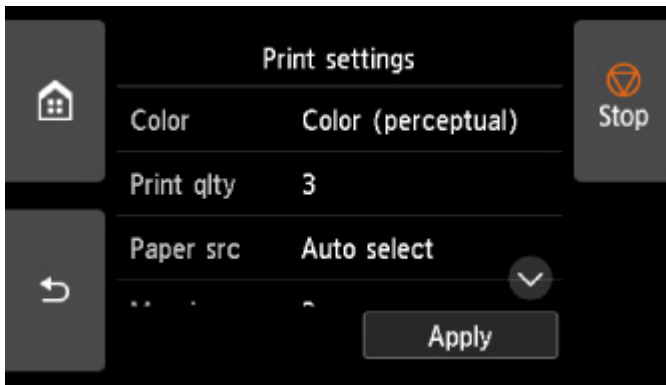 Print settings
Stop
Color Color (perceptual)
Print qlty 3
Paper src Auto select
Apply